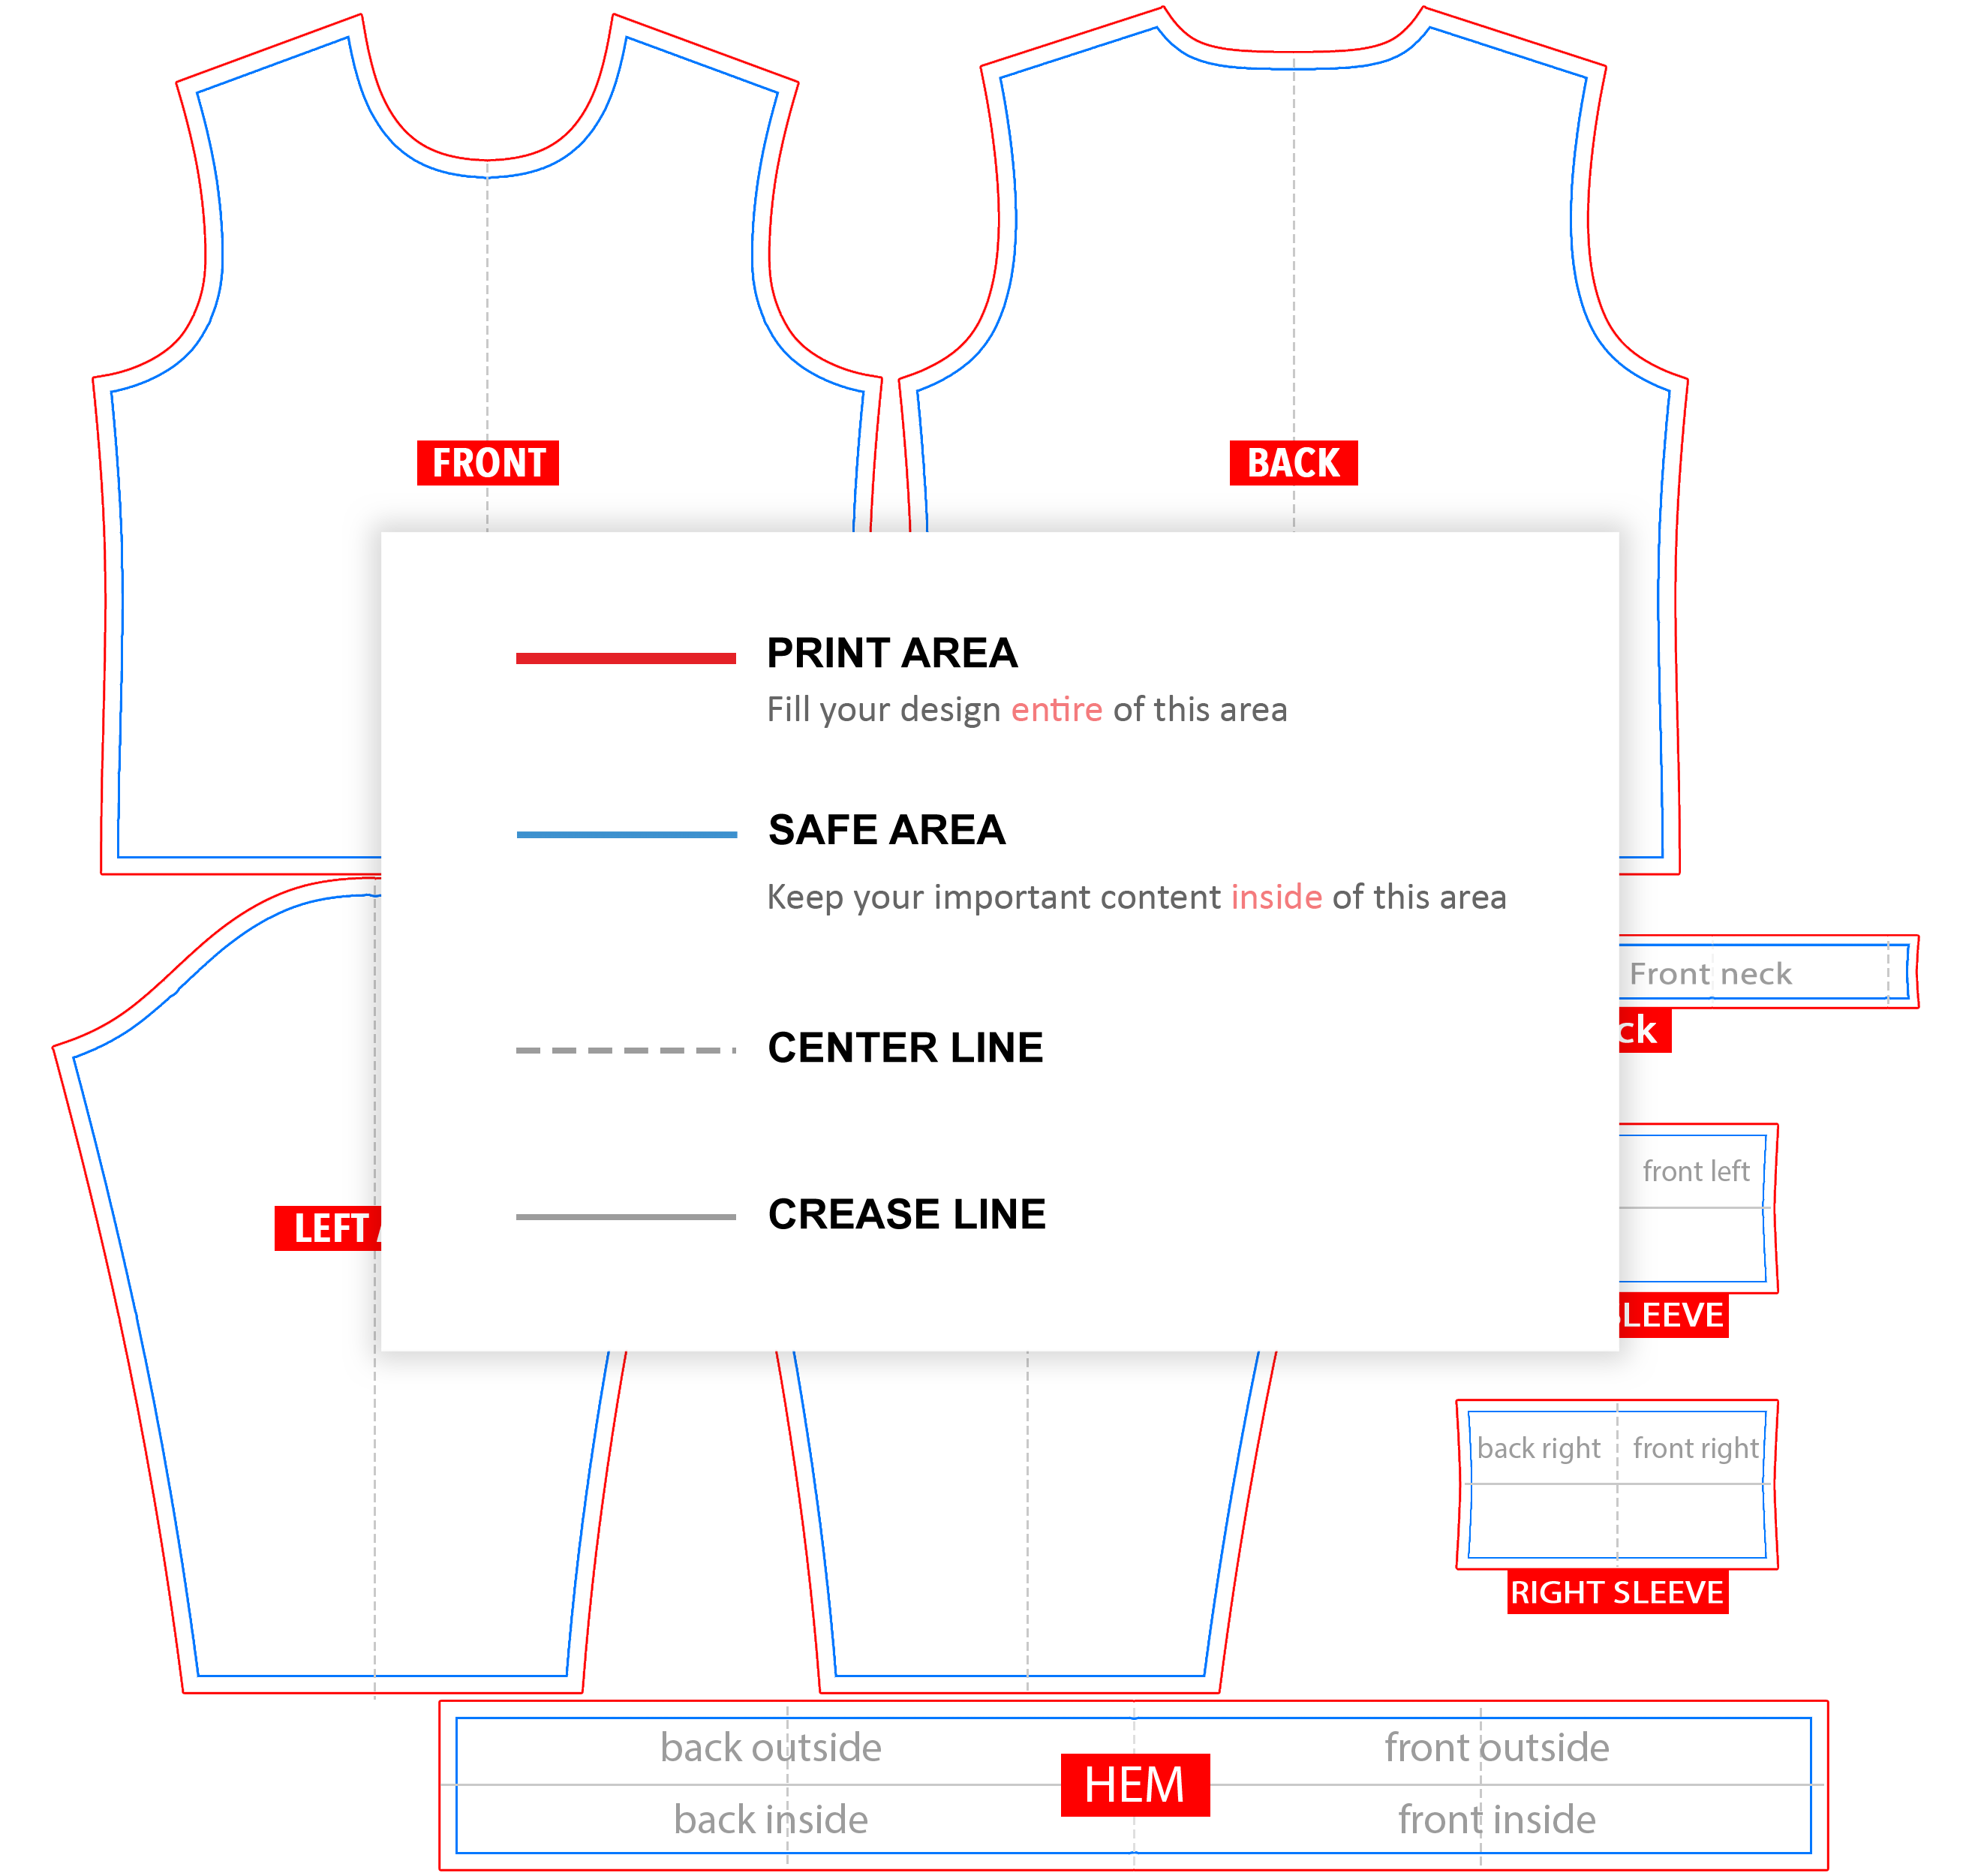 FRONT
BACK
PRINT AREA
Fill your design entire of this area
SAFE AREA
Keep your important content inside of this area
Front neck
ck
CENTER LINE
front left
LEFT
CREASE LINE
SLEEVE
back right front right
RIGHT SLEEVE
back outside front outside
HEM
back inside front inside